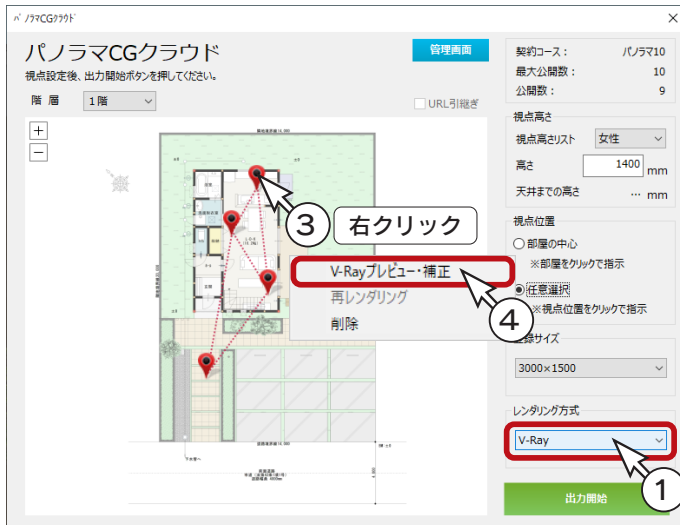 パノラマCGクラウド
パノラマCGクラウド
管理画面
視点設定後、出力開始ボタンを押してください。
階 層
1階
URL引継ぎ
契約コース：
パノラマ10
最大公開数：
10
公開数：
9
視点高さ
視点高さリスト
女性
高さ
1400
mm
天井までの高さ
… mm
視点位置
部屋の中心
※部屋をクリックで指示
任意選択
※視点位置をクリックで指示
登録サイズ
3000×1500
レンダリング方式
V-Ray
1
出力開始
+
−
3
右クリック
V-Rayプレビュー・補正
4
再レンダリング
削除